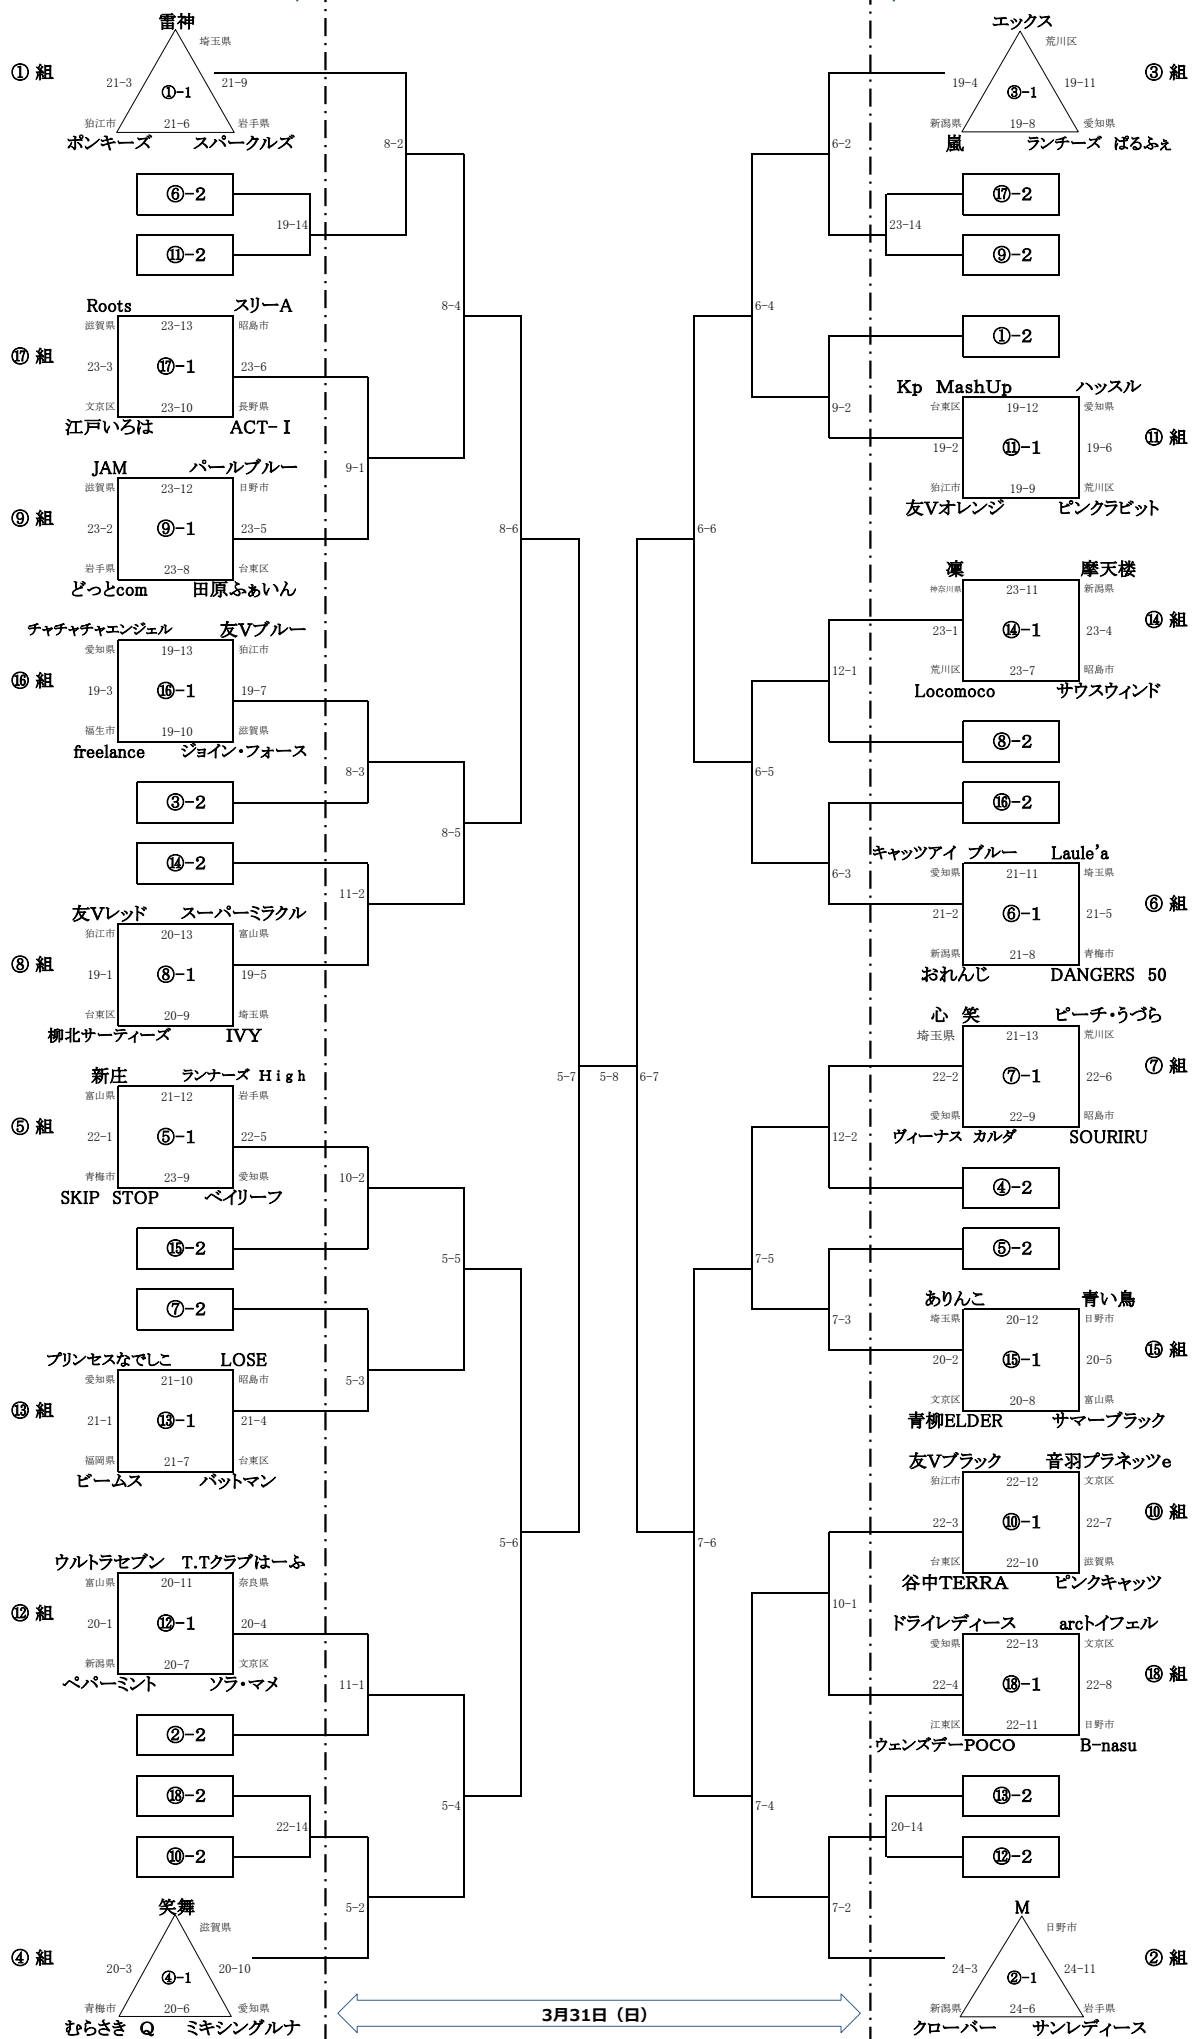 雷神
埼玉県
① 組
21-3
①-1
21-9
狛江市
21-6
岩手県
ポンキーズ
スパークルズ
8-2
⑥-2
19-14
⑪-2
8-4
Roots
スリーA
滋賀県
23-13
昭島市
⑰ 組
23-3
⑰-1
23-6
文京区
23-10
長野県
江戸いろは
ACT-Ⅰ
9-1
JAM
パールブルー
滋賀県
23-12
日野市
⑨ 組
23-2
⑨-1
23-5
岩手県
23-8
台東区
どっとcom
田原ふぁいん
8-6
チャチャチャエンジェル
友Vブルー
愛知県
19-13
狛江市
⑯ 組
19-3
⑯-1
19-7
福生市
19-10
滋賀県
freelance
ジョイン・フォース
8-3
③-2
8-5
⑭-2
11-2
友Vレッド
スーパーミラクル
狛江市
20-13
富山県
⑧ 組
19-1
⑧-1
19-5
台東区
20-9
埼玉県
柳北サーティーズ
IVY
新庄
ランナーズ High
富山県
21-12
岩手県
⑤ 組
22-1
⑤-1
22-5
青梅市
23-9
愛知県
SKIP STOP
ベイリーフ
10-2
⑮-2
5-5
⑦-2
5-3
プリンセスなでしこ
LOSE
愛知県
21-10
昭島市
⑬ 組
21-1
⑬-1
21-4
福岡県
21-7
台東区
ビームス
バットマン
5-6
ウルトラセブン
T.Tクラブはーふ
富山県
20-11
奈良県
⑫ 組
20-1
⑫-1
20-4
新潟県
20-7
文京区
ペパーミント
ソラ・マメ
11-1
②-2
5-4
⑱-2
22-14
⑩-2
5-2
笑舞
滋賀県
④ 組
20-3
④-1
20-10
青梅市
20-6
愛知県
むらさき Q
ミキシングルナ
5-7
5-8
6-7
エックス
荒川区
③ 組
19-4
③-1
19-11
新潟県
19-8
愛知県
嵐
ランチーズ ぱるふぇ
6-2
⑰-2
23-14
⑨-2
6-4
①-2
9-2
Kp MashUp
ハッスル
台東区
19-12
愛知県
⑪ 組
19-2
⑪-1
19-6
狛江市
19-9
荒川区
友Vオレンジ
ピンクラビット
6-6
凜
摩天楼
神奈川県
23-11
新潟県
⑭ 組
23-1
⑭-1
23-4
荒川区
23-7
昭島市
Locomoco
サウスウィンド
12-1
⑧-2
6-5
⑯-2
6-3
キャッツアイ ブルー
Laule'a
愛知県
21-11
埼玉県
⑥ 組
21-2
⑥-1
21-5
新潟県
21-8
青梅市
おれんじ
DANGERS 50
心 笑
ピーチ・うづら
埼玉県
21-13
荒川区
⑦ 組
22-2
⑦-1
22-6
愛知県
22-9
昭島市
ヴィーナス カルダ
SOURIRU
12-2
④-2
7-5
⑤-2
7-3
ありんこ
青い鳥
埼玉県
20-12
日野市
⑮ 組
20-2
⑮-1
20-5
文京区
20-8
富山県
青柳ELDER
サマーブラック
友Vブラック
音羽プラネッツe
狛江市
22-12
文京区
⑩ 組
22-3
⑩-1
22-7
台東区
22-10
滋賀県
谷中TERRA
ピンクキャッツ
7-6
10-1
ドライレディース
arcトイフェル
愛知県
22-13
文京区
⑱ 組
22-4
⑱-1
22-8
江東区
22-11
日野市
ウェンズデーPOCO
B-nasu
7-4
⑬-2
20-14
⑫-2
7-2
M
日野市
② 組
24-3
②-1
24-11
新潟県
24-6
岩手県
クローバー
サンレディース
3月31日（日）